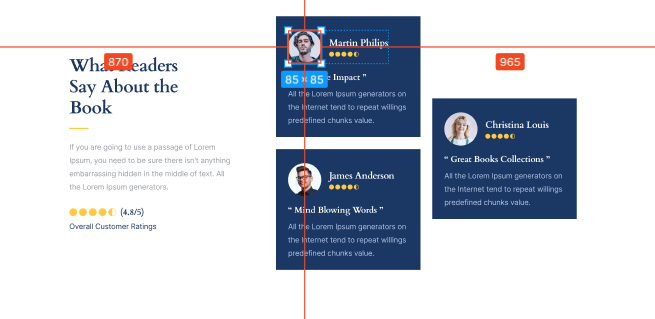 What Readers
Say About the
Book
If you are going to use a passage of Lorem
Ipsum, you need to be sure there isn't anything
embarrassing hidden in the middle of text. All
the Lorem Ipsum generators.
(4.8/5)
Overall Customer Ratings
870
965
Martin Philips
85 x 85
Impact ”
All the Lorem Ipsum generators on
the Internet tend to repeat willings
predefined chunks value.
James Anderson
“ Mind Blowing Words ”
All the Lorem Ipsum generators on
the Internet tend to repeat willings
predefined chunks value.
Christina Louis
“ Great Books Collections ”
All the Lorem Ipsum generators on
the Internet tend to repeat willings
predefined chunks value.